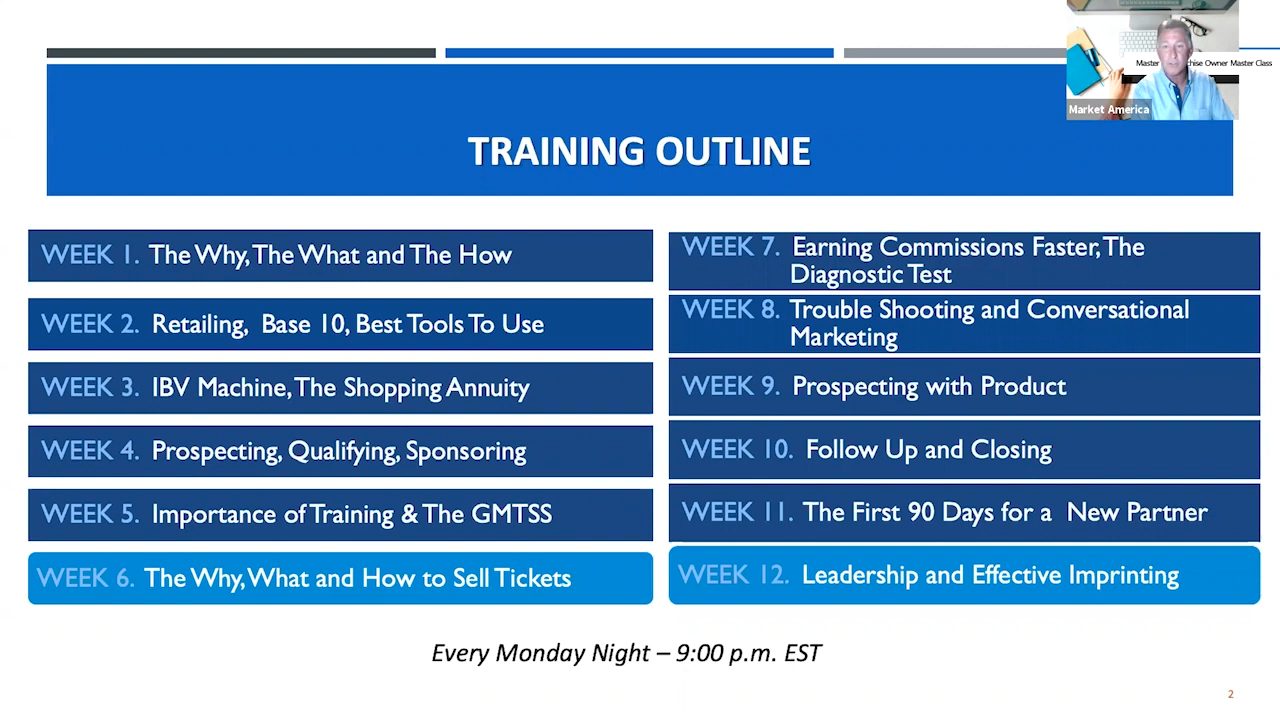 Master
chise Owner Master Class
Market America
TRAINING OUTLINE
WEEK 1. The Why, The What and The How
WEEK 2. Retailing, Base 10, Best Tools To Use
WEEK 3. IBV Machine, The Shopping Annuity
WEEK 4. Prospecting, Qualifying, Sponsoring
WEEK 5. Importance of Training & The GMTSS
WEEK 6. The Why, What and How to Sell Tickets
WEEK 7. Earning Commissions Faster, The
Diagnostic Test
WEEK 8. Trouble Shooting and Conversational
Marketing
WEEK 9. Prospecting with Product
WEEK 10. Follow Up and Closing
WEEK 11. The First 90 Days for a New Partner
WEEK 12. Leadership and Effective Imprinting
Every Monday Night – 9:00 p.m. EST
2